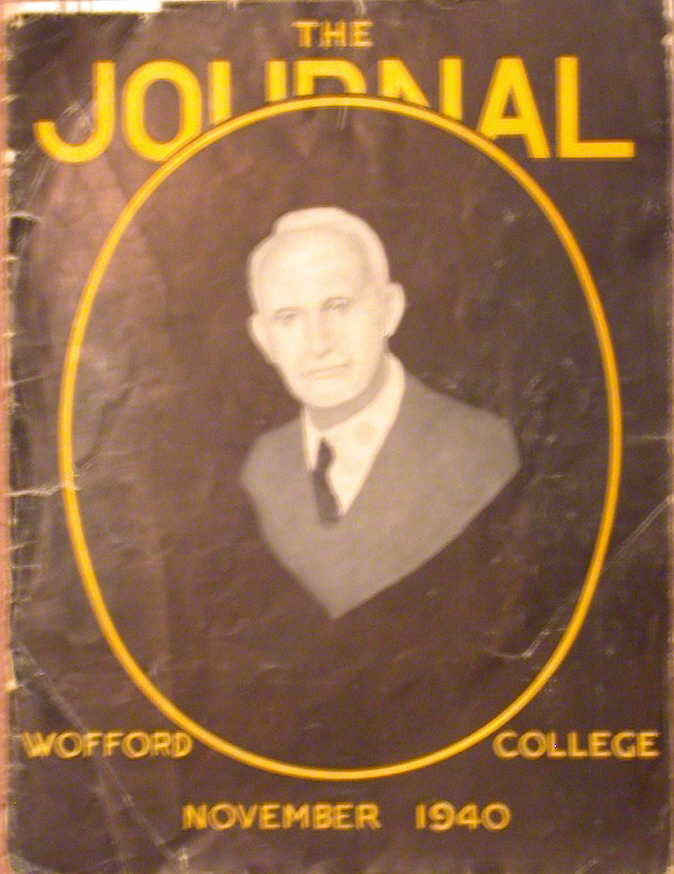 THE
JOURNAL
WOFFORD COLLEGE
NOVEMBER 1940